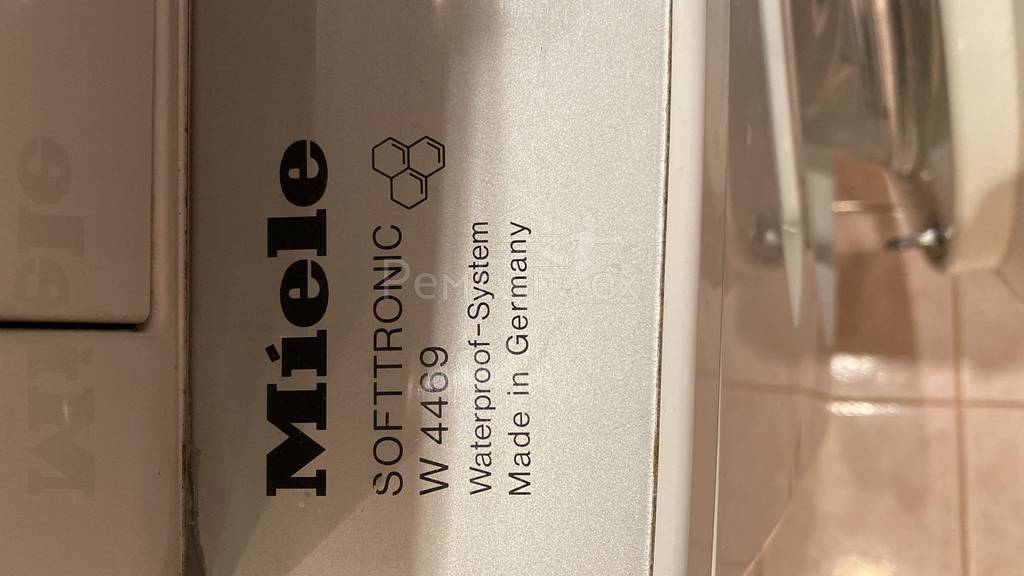 Miele
SOFTTRONIC
W 4469
Waterproof-System
Made in Germany